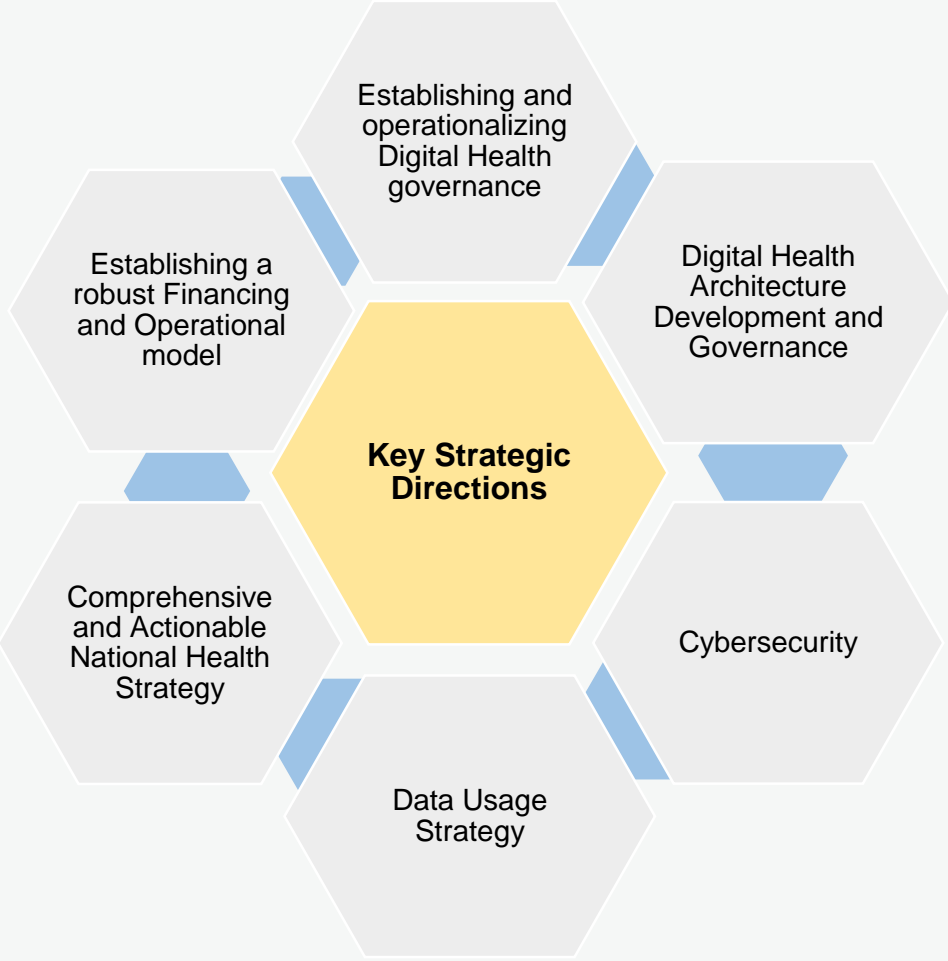 Establishing and
operationalizing
Digital Health
governance
Digital Health
Architecture
Development and
Governance
Cybersecurity
Data Usage
Strategy
Comprehensive
and Actionable
National Health
Strategy
Establishing a
robust Financing
and Operational
model
Key Strategic
Directions